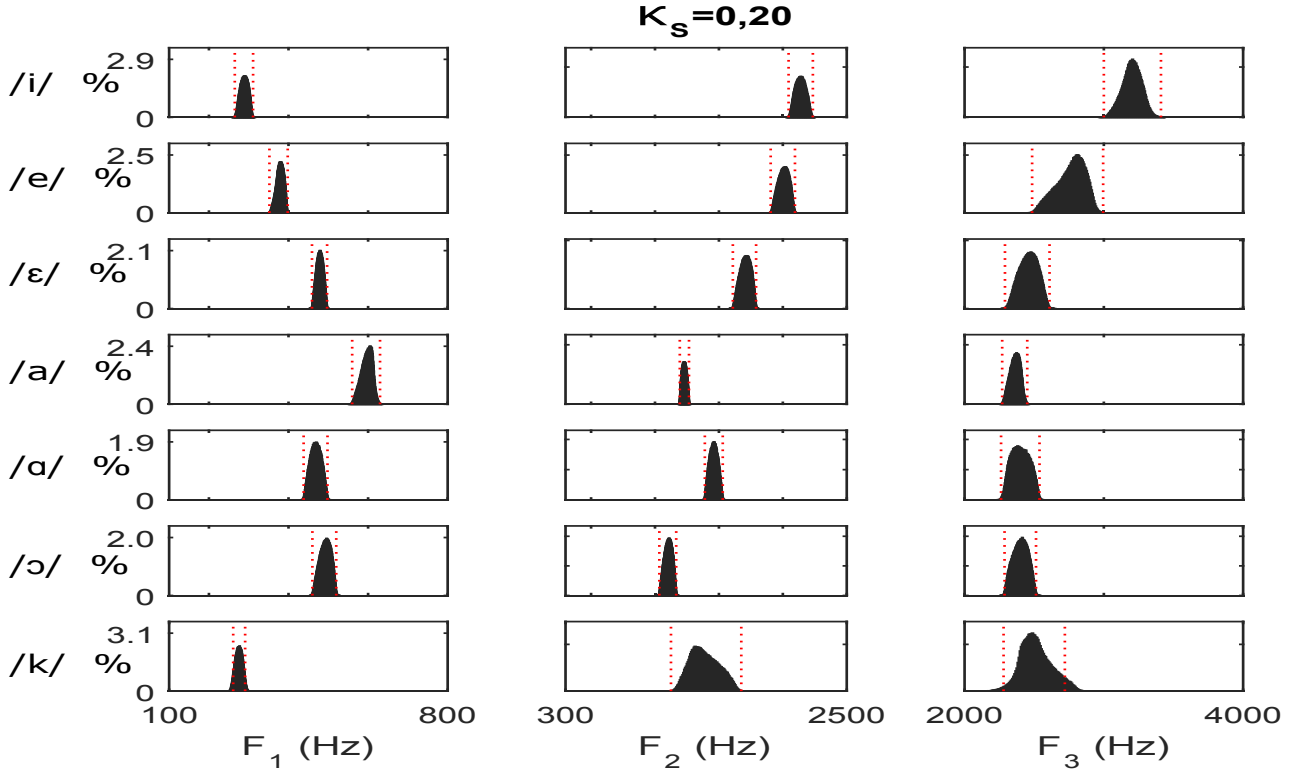 K_s=0,20
/i/ % 2.9
0
/e/ % 2.5
0
/ɛ/ % 2.1
0
/a/ % 2.4
0
/ɑ/ % 1.9
0
/ɔ/ % 2.0
0
/k/ % 3.1
0
100 800 300 2500 2000 4000
F_1 (Hz) F_2 (Hz) F_3 (Hz)